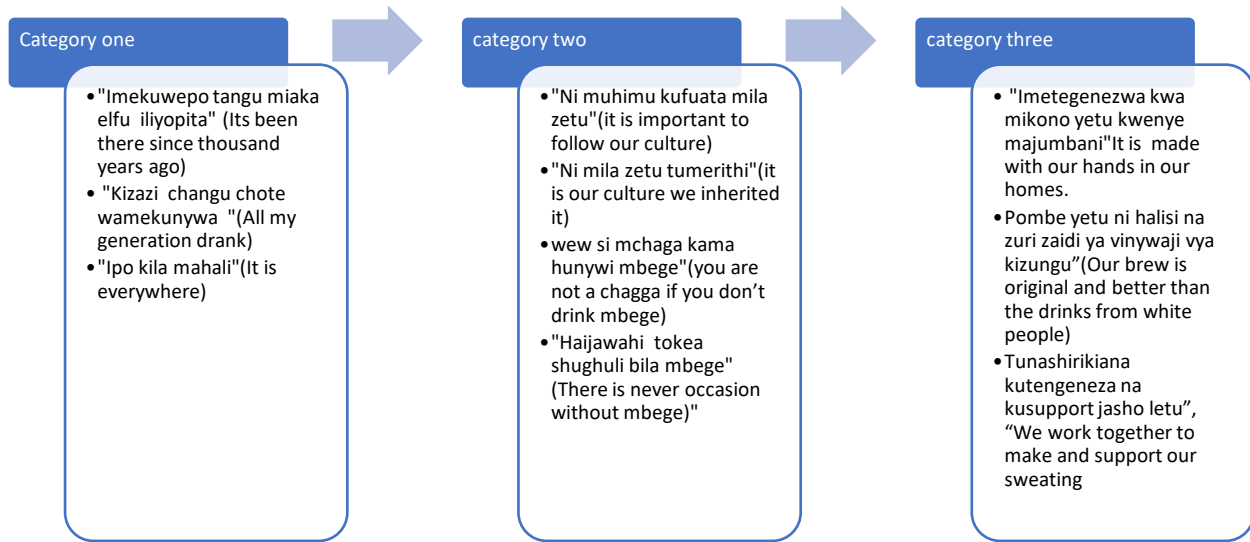 Category one
•"Imekuwepo tangu miaka
elfu  iliyopita" (Its been
there since thousand
years ago)
• "Kizazi  changu chote
wamekunywa  "(All my
generation drank)
•"Ipo kila mahali"(It is
everywhere)
category two
•"Ni muhimu kufuata mila
zetu"(it is important to
follow our culture)
•"Ni mila zetu tumerithi"(it
is our culture we inherited
it)
•wew si mchaga kama
hunywi mbege"(you are
not a chagga if you don’t
drink mbege)
•"Haijawahi  tokea
shughuli bila mbege"
(There is never occasion
without mbege)"
category three
• "Imetegenezwa kwa
mikono yetu kwenye
majumbani"It is  made
with our hands in our
homes.
•Pombe yetu ni halisi na
zuri zaidi ya vinywaji vya
kizungu”(Our brew is
original and better than
the drinks from white
people)
•Tunashirikiana
kutengeneza na
kusupport jasho letu”,
“We work together to
make and support our
sweating